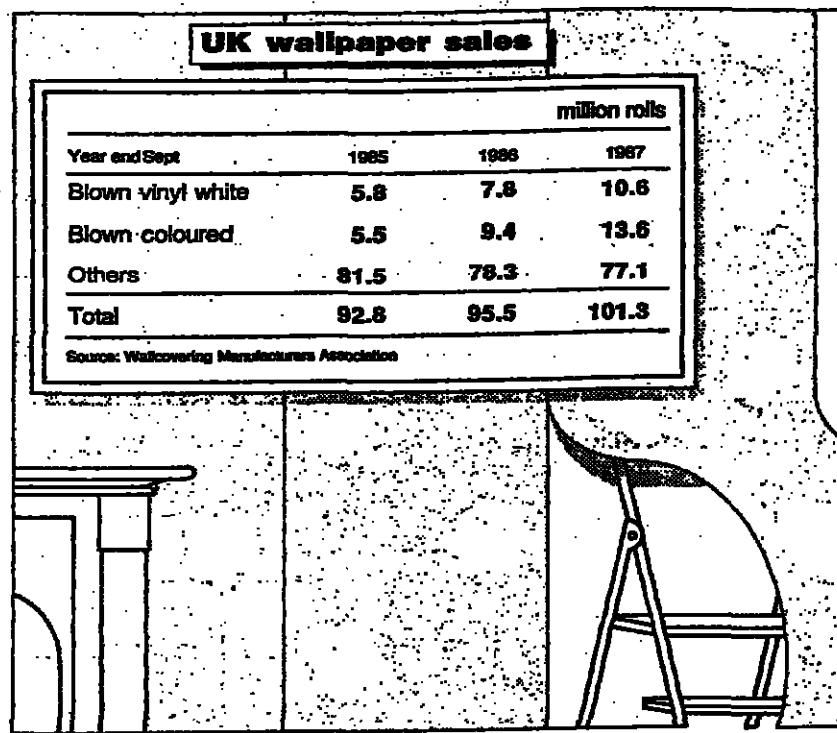 UK wallpaper sales
million rolls
Year end Sept 1985 1986 1987
Blown vinyl white 5.8 7.8 10.6
Blown coloured 5.5 9.4 13.6
Others 81.5 78.3 77.1
Total 92.8 95.5 101.3
Source: Wallcovering Manufacturers Association